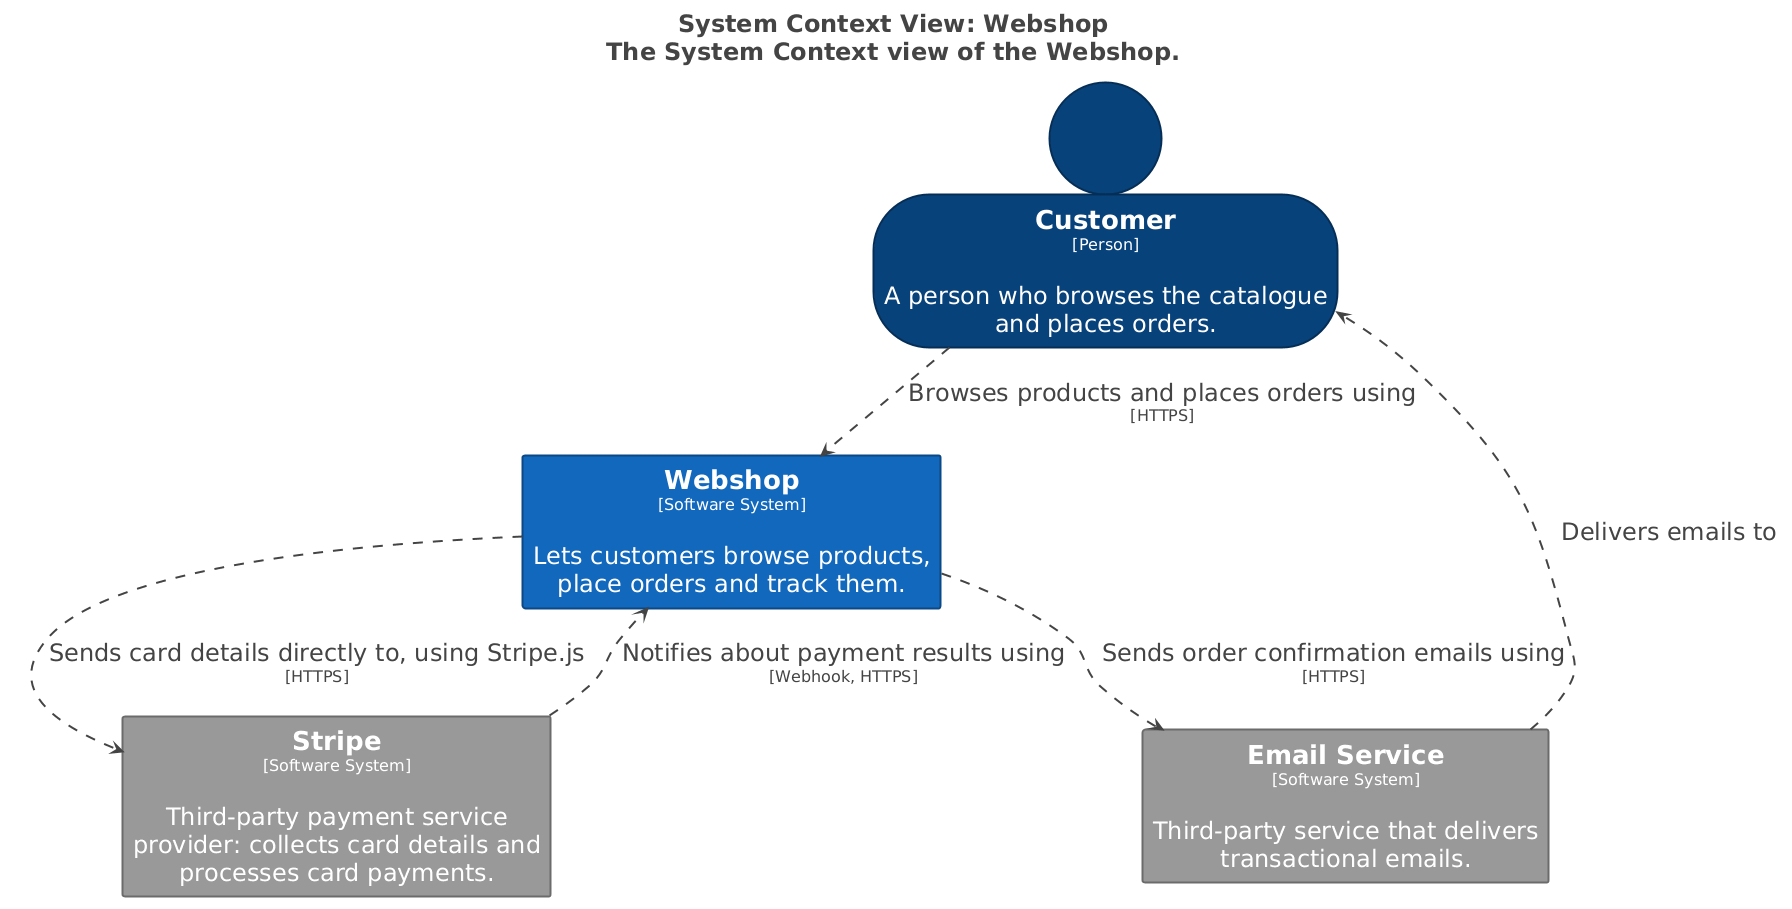 System Context View: Webshop
The System Context view of the Webshop.
Customer
[Person]
A person who browses the catalogue
and places orders.
Browses products and places orders using
[HTTPS]
Webshop
[Software System]
Lets customers browse products,
place orders and track them.
Delivers emails to
Sends card details directly to, using Stripe.js
[HTTPS]
Notifies about payment results using
[Webhook, HTTPS]
Sends order confirmation emails using
[HTTPS]
Stripe
[Software System]
Third-party payment service
provider: collects card details and
processes card payments.
Email Service
[Software System]
Third-party service that delivers
transactional emails.